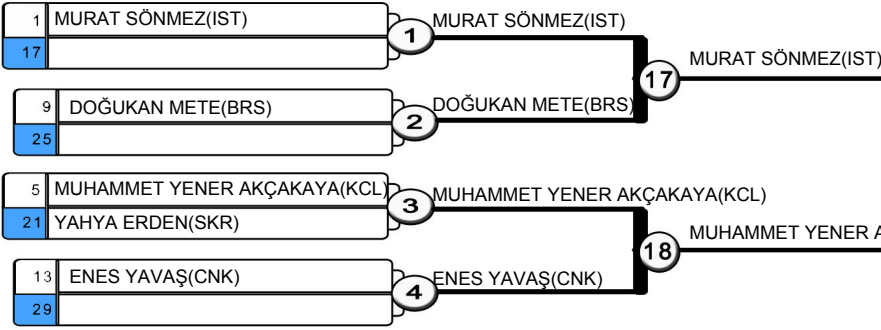 1 MURAT SÖNMEZ(IST)
17
1 MURAT SÖNMEZ(IST)
9 DOĞUKAN METE(BRS)
25
2 DOĞUKAN METE(BRS)
17 MURAT SÖNMEZ(IST)
5 MUHAMMET YENER AKÇAKAYA(KCL)
21 YAHYA ERDEN(SKR)
3 MUHAMMET YENER AKÇAKAYA(KCL)
13 ENES YAVAŞ(CNK)
29
4 ENES YAVAŞ(CNK)
18 MUHAMMET YENER